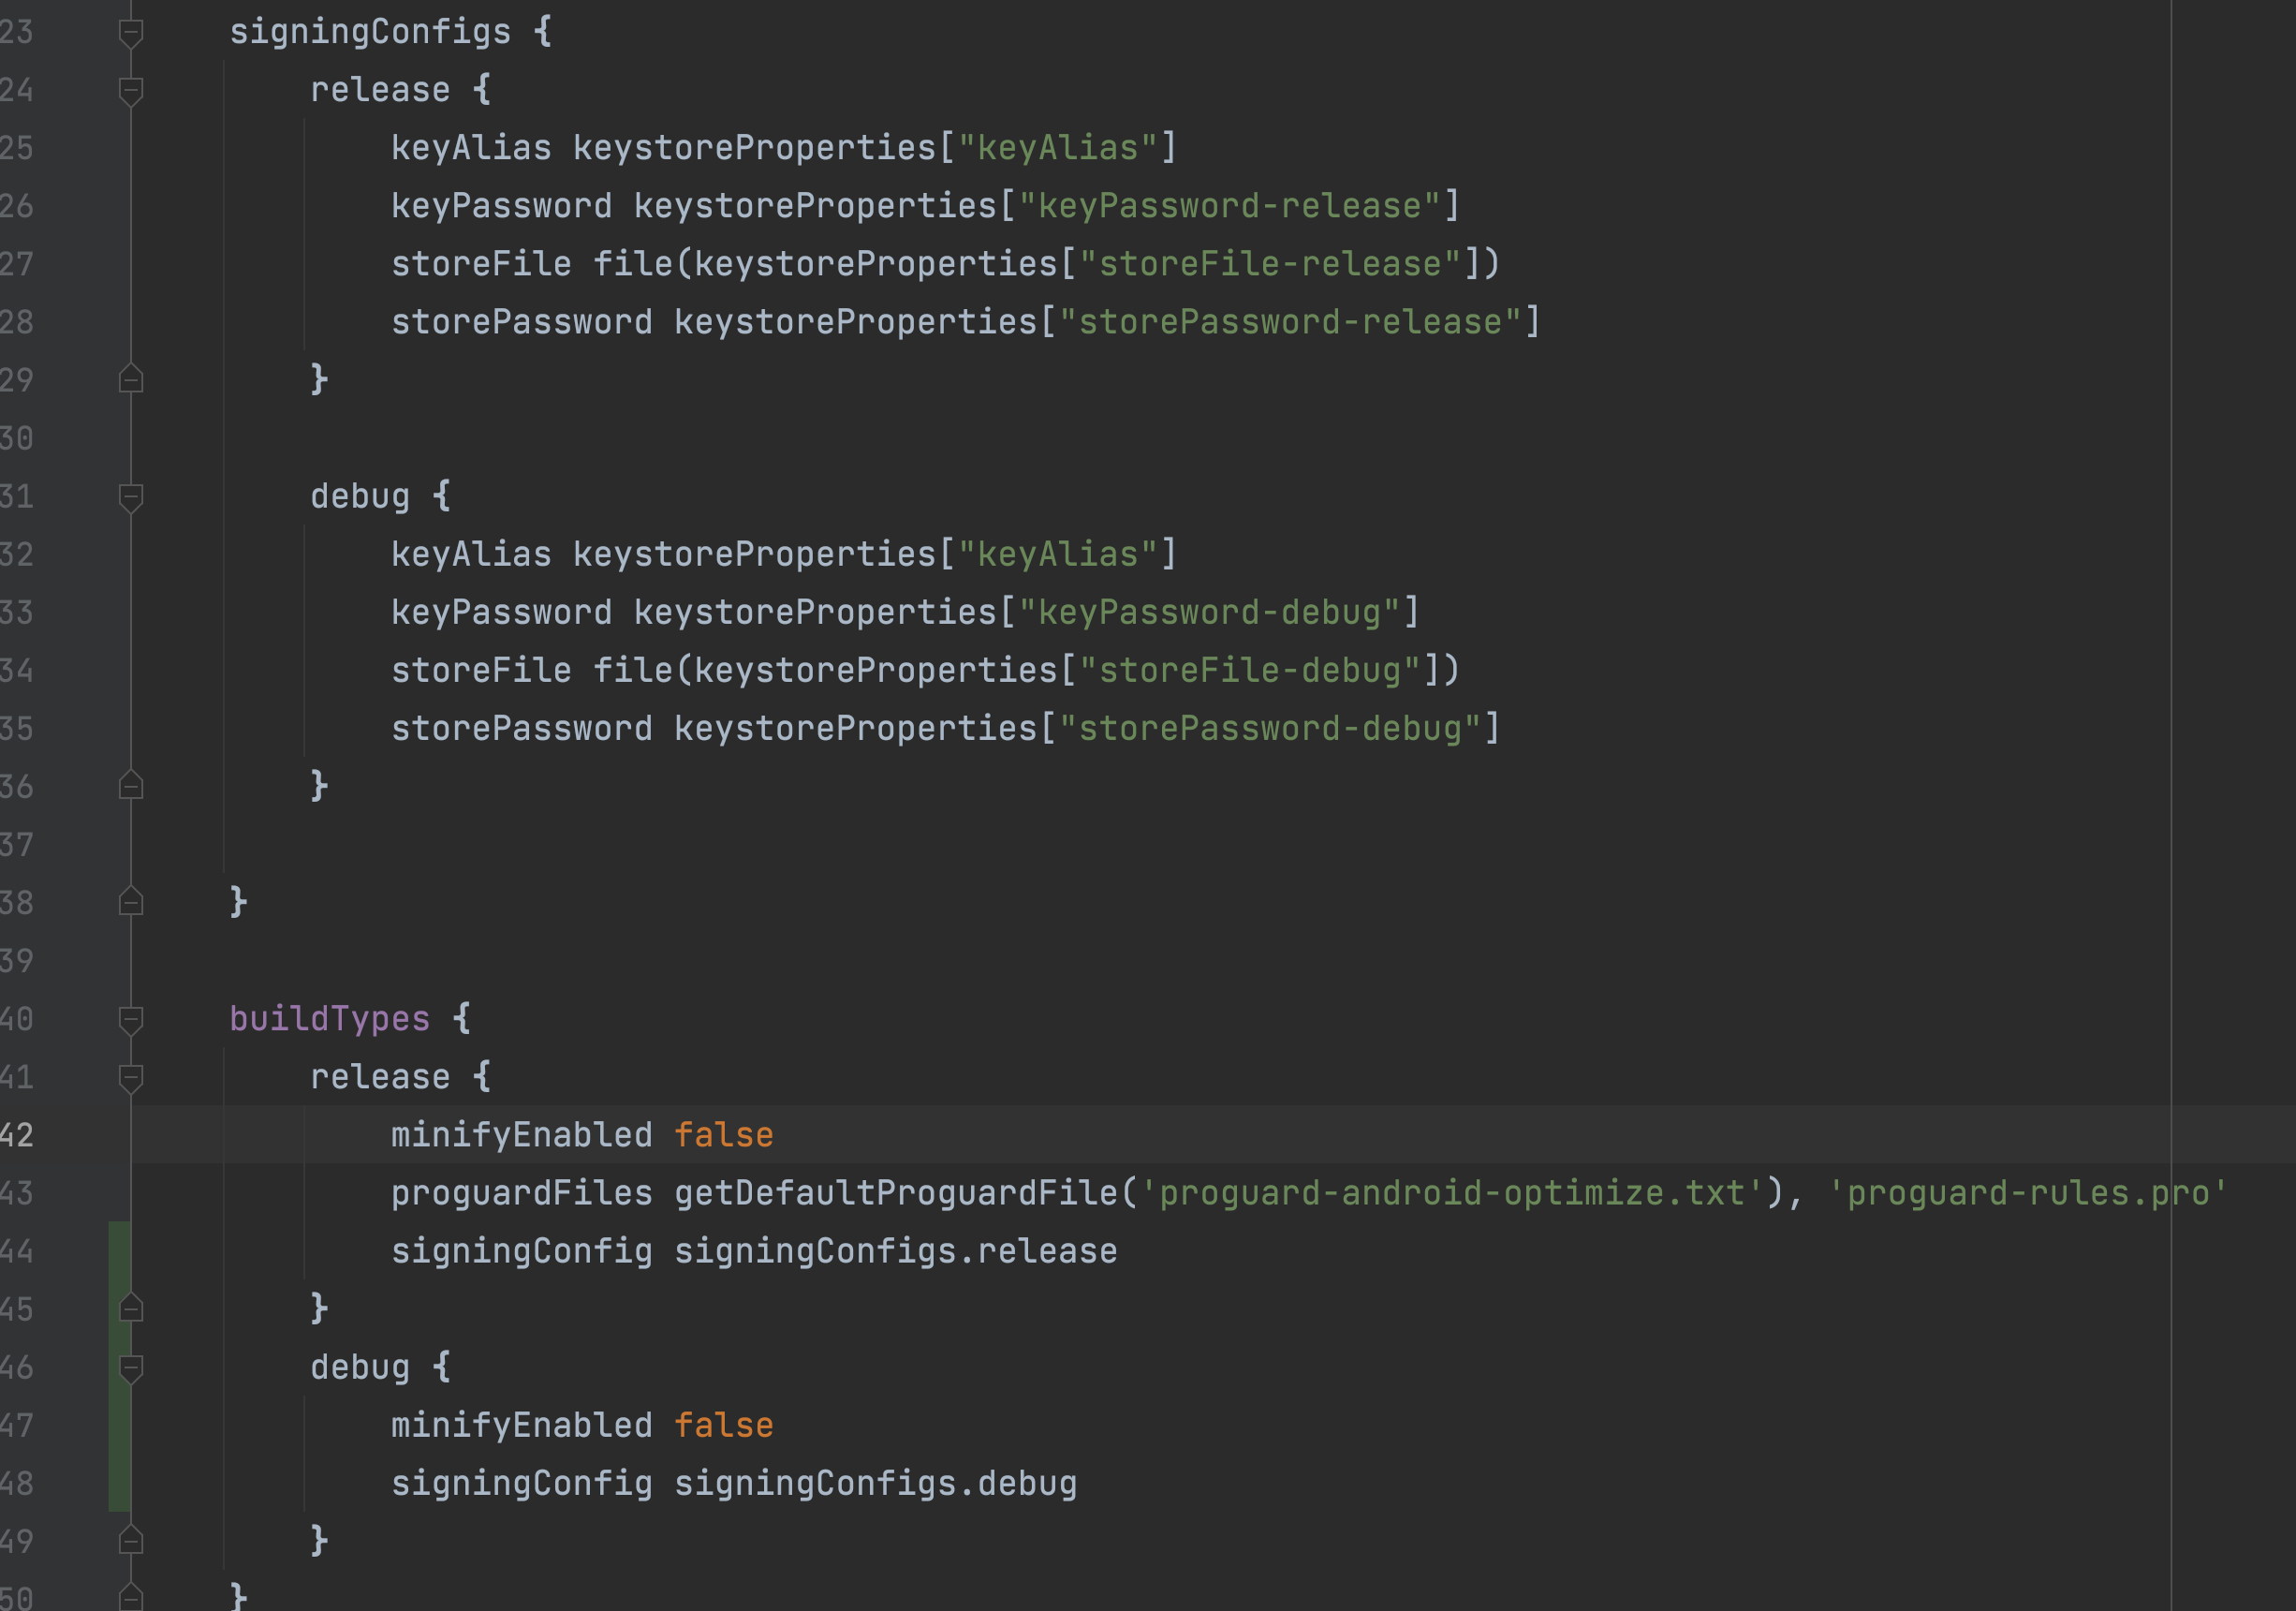 23 signingConfigs {
24 release {
25 keyAlias keystoreProperties["keyAlias"]
26 keyPassword keystoreProperties["keyPassword-release"]
27 storeFile file(keystoreProperties["storeFile-release"])
28 storePassword keystoreProperties["storePassword-release"]
29 }
30
31 debug {
32 keyAlias keystoreProperties["keyAlias"]
33 keyPassword keystoreProperties["keyPassword-debug"]
34 storeFile file(keystoreProperties["storeFile-debug"])
35 storePassword keystoreProperties["storePassword-debug"]
36 }
37
38 }
39
40 buildTypes {
41 release {
42 minifyEnabled false
43 proguardFiles getDefaultProguardFile('proguard-android-optimize.txt'), 'proguard-rules.pro'
44 signingConfig signingConfigs.release
45 }
46 debug {
47 minifyEnabled false
48 signingConfig signingConfigs.debug
49 }
50 }